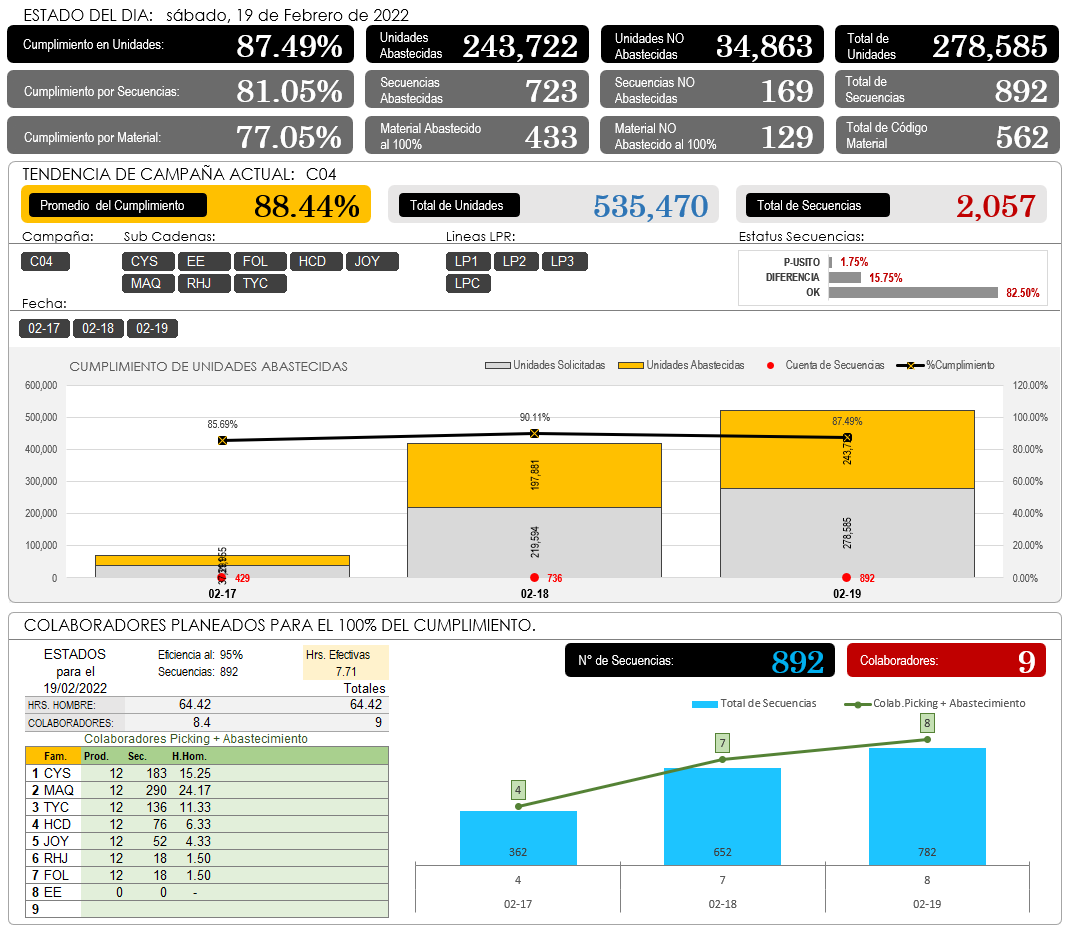 ESTADO DEL DIA: sábado, 19 de Febrero de 2022
Cumplimiento en Unidades: 87.49%
Unidades Abastecidas 243,722
Unidades NO Abastecidas 34,863
Total de Unidades 278,585
Cumplimiento por Secuencias: 81.05%
Secuencias Abastecidas 723
Secuencias NO Abastecidas 169
Total de Secuencias 892
Cumplimiento por Material: 77.05%
Material Abastecido al 100% 433
Material NO Abastecido al 100% 129
Total de Código Material 562
TENDENCIA DE CAMPAÑA ACTUAL: C04
Promedio del Cumplimiento 88.44%
Total de Unidades 535,470
Total de Secuencias 2,057
Campaña: Sub Cadenas: Lineas LPR: Estatus Secuencias:
C04 CYS EE FOL HCD JOY LP1 LP2 LP3
MAQ RHJ TYC LPC
P-USITO 1.75%
DIFERENCIA 15.75%
OK 82.50%
Fecha:
02-17 02-18 02-19
CUMPLIMIENTO DE UNIDADES ABASTECIDAS
Unidades Solicitadas Unidades Abastecidas Cuenta de Secuencias %Cumplimiento
600,000 120.00%
500,000 100.00%
400,000 80.00%
300,000 60.00%
200,000 40.00%
100,000 20.00%
0 0.00%
85.69% 90.11% 87.49%
197,881
219,594 278,585
429 736 892
02-17 02-18 02-19
COLABORADORES PLANEADOS PARA EL 100% DEL CUMPLIMIENTO.
ESTADOS para el 19/02/2022
Eficiencia al: 95%
Secuencias: 892
Hrs. Efectivas
7.71
Totales
HRS. HOMBRE: 64.42 64.42
COLABORADORES: 8.4 9
Colaboradores Picking + Abastecimiento
Fam. Prod. Sec. H.Hom.
1 CYS 12 183 15.25
2 MAQ 12 290 24.17
3 TYC 12 136 11.33
4 HCD 12 76 6.33
5 JOY 12 52 4.33
6 RHJ 12 18 1.50
7 FOL 12 18 1.50
8 EE 0 0 -
9
N° de Secuencias: 892
Colaboradores: 9
Total de Secuencias Colab.Picking + Abastecimiento
4 7 8
362 652 782
4 7 8
02-17 02-18 02-19